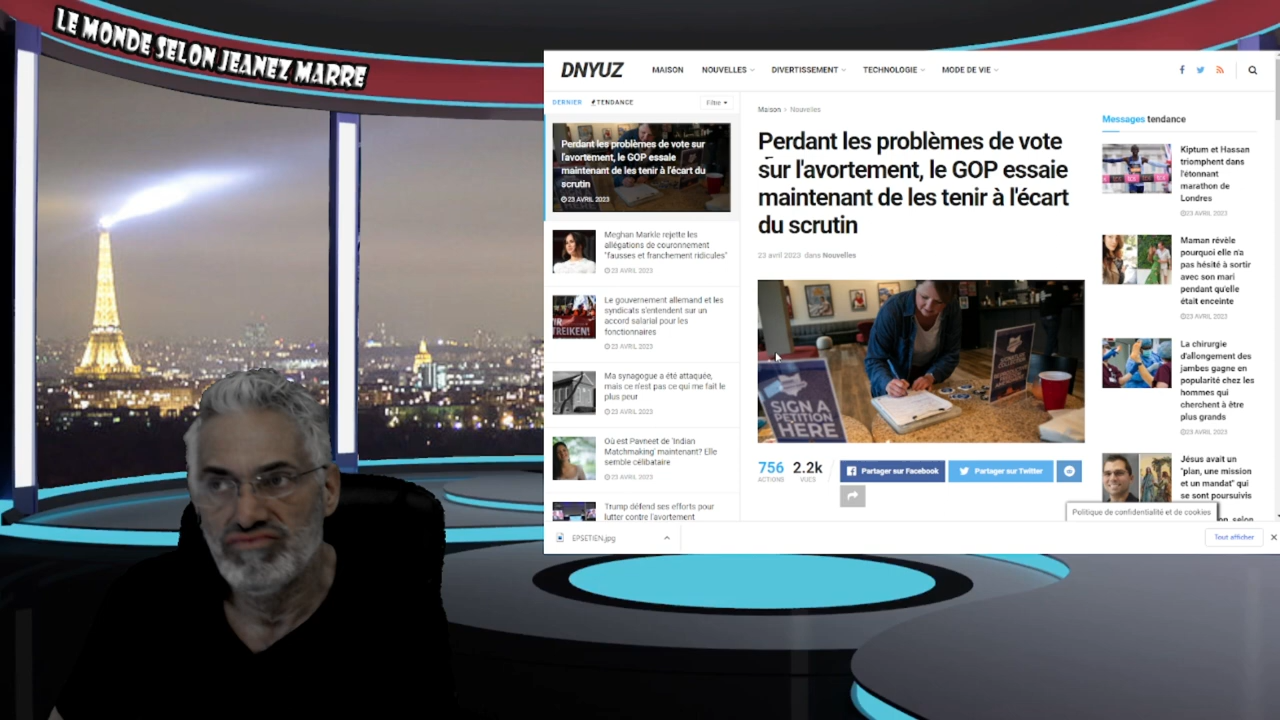 LE MONDE SELON JEANEZ MARRE
DNYUZ
MAISON
NOUVELLES
DIVERTISSEMENT
TECHNOLOGIE
MODE DE VIE
DERNIER
TENDANCE
Filtre
Perdant les problèmes de vote sur
l'avortement, le GOP essaie
maintenant de les tenir à l'écart du
scrutin
23 AVRIL 2023
Meghan Markle rejette les
allégations de couronnement
"fausses et franchement ridicules"
23 AVRIL 2023
Le gouvernement allemand et les
syndicats s'entendent sur un
accord salarial pour les
fonctionnaires
23 AVRIL 2023
Ma synagogue a été attaquée,
mais ce n'est pas ce qui me fait le
plus peur
23 AVRIL 2023
Où est Pavneet de 'Indian
Matchmaking' maintenant? Elle
semble célibataire
23 AVRIL 2023
Trump défend ses efforts pour
lutter contre l'avortement
Maison > Nouvelles
Perdant les problèmes de vote
sur l'avortement, le GOP essaie
maintenant de les tenir à l'écart
du scrutin
23 avril 2023 dans Nouvelles
SIGN A
PETITION
HERE
756
ACTIONS
2.2k
VUES
Partager sur Facebook
Partager sur Twitter
Messages tendance
Kiptum et Hassan
triomphent dans
l'étonnant
marathon de
Londres
23 AVRIL 2023
Maman révèle
pourquoi elle n'a
pas hésité à sortir
avec son mari
pendant qu'elle
était enceinte
23 AVRIL 2023
La chirurgie
d'allongement des
jambes gagne en
popularité chez les
hommes qui
cherchent à être
plus grands
23 AVRIL 2023
Jésus avait un
"plan, une mission
et un mandat" qui
se sont poursuivis
selon
Politique de confidentialité et de cookies
EPSETIEN.jpg
Tout afficher